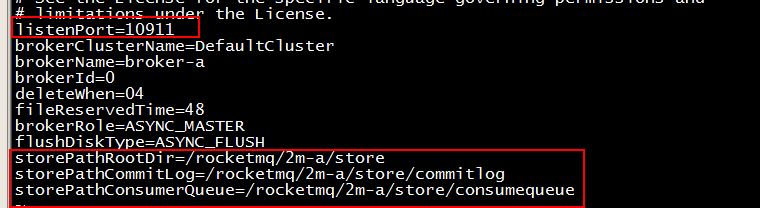 # See the License for the specific language governing permissions and
# limitations under the License.
listenPort=10911
brokerClusterName=DefaultCluster
brokerName=broker-a
brokerId=0
deleteWhen=04
fileReservedTime=48
brokerRole=ASYNC_MASTER
flushDiskType=ASYNC_FLUSH
storePathRootDir=/rocketmq/2m-a/store
storePathCommitLog=/rocketmq/2m-a/store/commitlog
storePathConsumerQueue=/rocketmq/2m-a/store/consumequeue